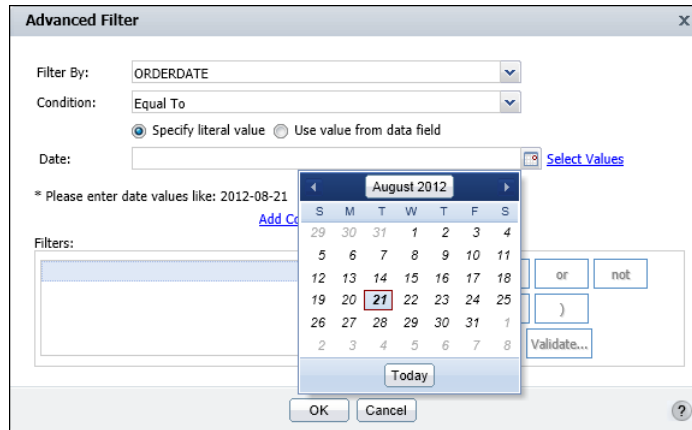 Advanced Filter x
Filter By: ORDERDATE
Condition: Equal To
Specify literal value Use value from data field
Date: Select Values
* Please enter date values like: 2012-08-21
August 2012
Add
S M T W T F S
Filters:
29 30 31 1 2 3 4
5 6 7 8 9 10 11
or not
12 13 14 15 16 17 18
19 20 21 22 23 24 25
)
26 27 28 29 30 31 1
2 3 4 5 6 7 8
Validate...
Today
OK Cancel ?